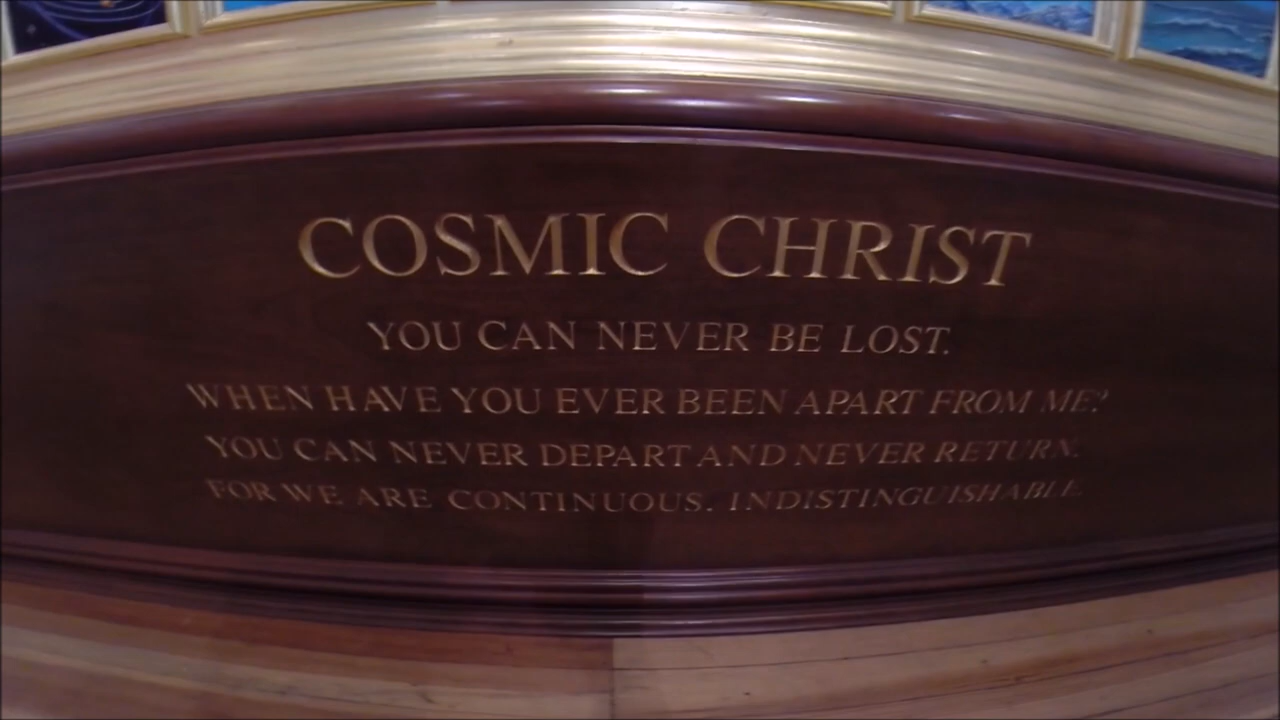 COSMIC CHRIST
YOU CAN NEVER BE LOST.
WHEN HAVE YOU EVER BEEN APART FROM ME?
YOU CAN NEVER DEPART AND NEVER RETURN.
FOR WE ARE CONTINUOUS. INDISTINGUISHABLE.